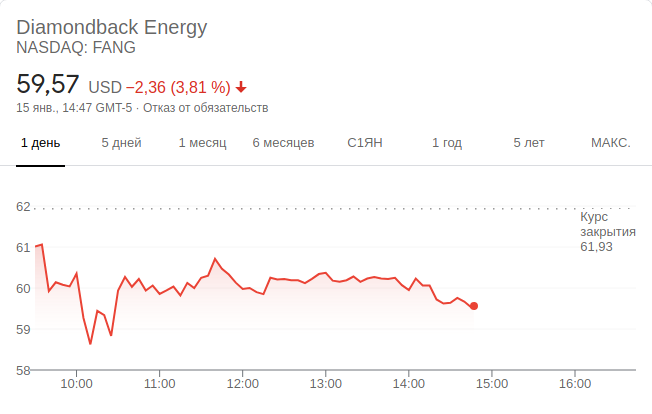 Diamondback Energy
NASDAQ: FANG
59,57 USD −2,36 (3,81 %)
15 янв., 14:47 GMT-5 · Отказ от обязательств
1 день 5 дней 1 месяц 6 месяцев С1ЯН 1 год 5 лет МАКС.
62
Курс
закрытия
61,93
61
60
59
58
10:00 11:00 12:00 13:00 14:00 15:00 16:00